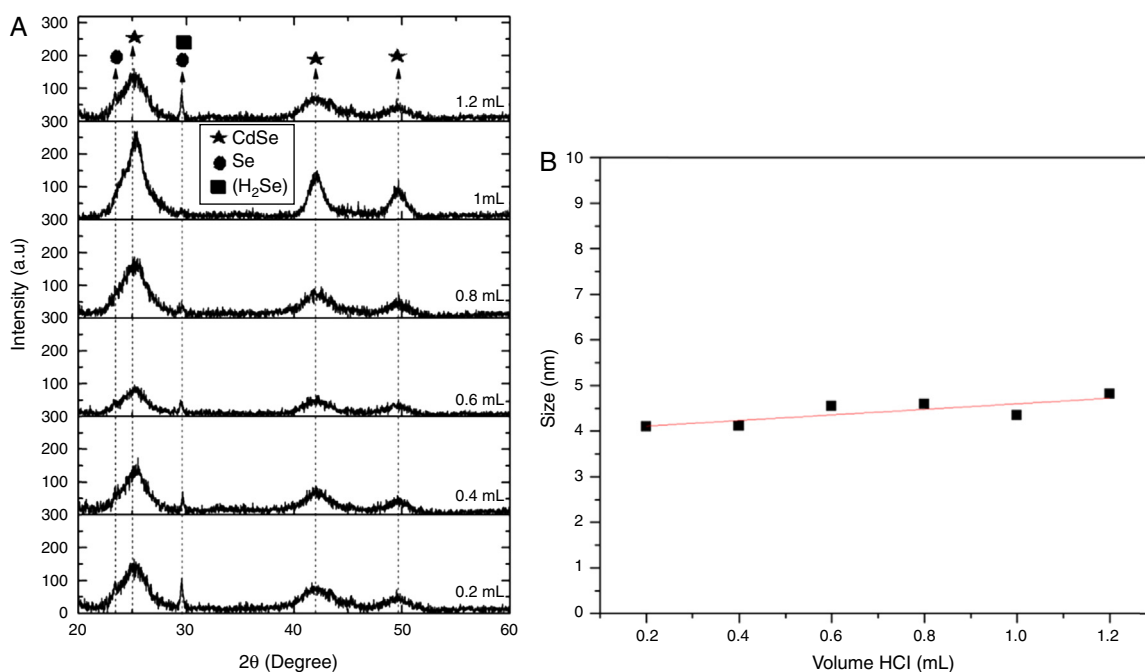 A
Intensity (a.u)
300
200
100
1.2 mL
300
200
100
1mL
300
200
100
0.8 mL
300
200
100
0.6 mL
300
200
100
0.4 mL
300
200
100
0
0.2 mL
CdSe
Se
(H₂Se)
20 30 40 50 60
2θ (Degree)
B
Size (nm)
10
9
8
7
6
5
4
3
2
1
0
0.2 0.4 0.6 0.8 1.0 1.2
Volume HCl (mL)